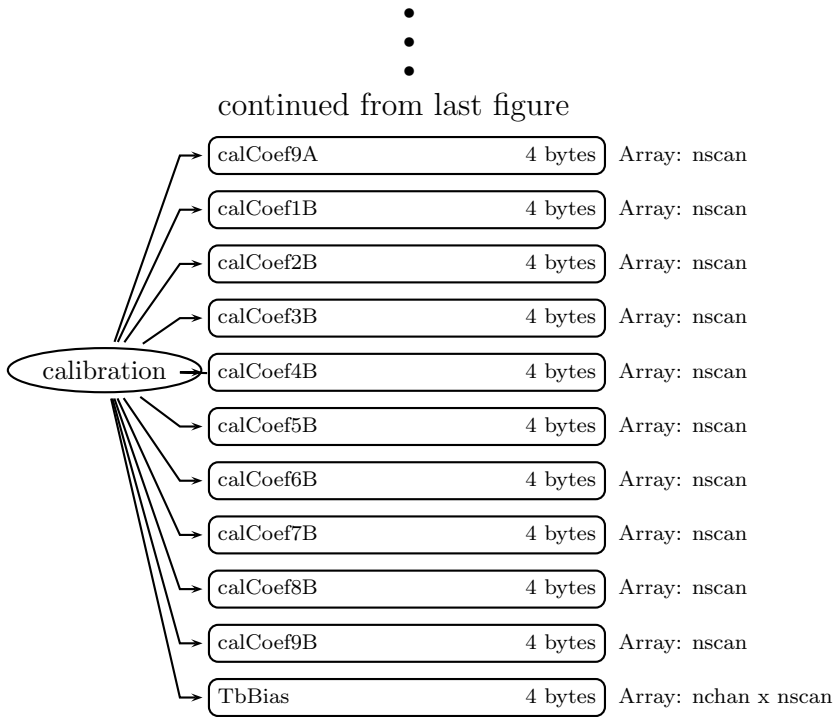 continued from last figure
calCoef9A 4 bytes Array: nscan
calCoef1B 4 bytes Array: nscan
calCoef2B 4 bytes Array: nscan
calCoef3B 4 bytes Array: nscan
calibration calCoef4B 4 bytes Array: nscan
calCoef5B 4 bytes Array: nscan
calCoef6B 4 bytes Array: nscan
calCoef7B 4 bytes Array: nscan
calCoef8B 4 bytes Array: nscan
calCoef9B 4 bytes Array: nscan
TbBias 4 bytes Array: nchan x nscan